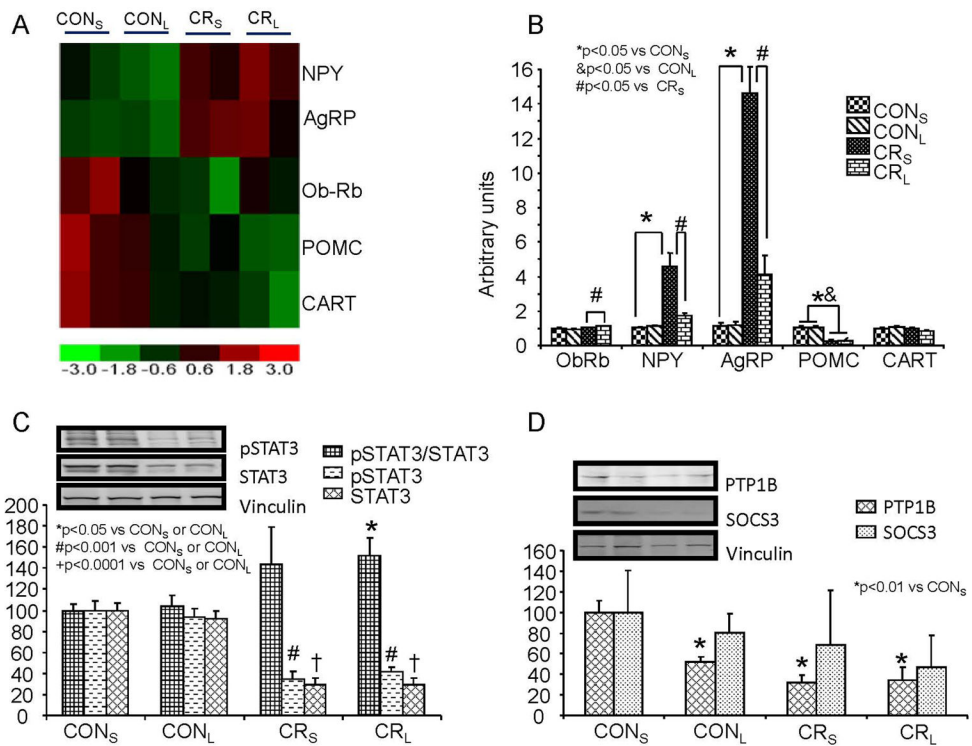 A
CONS CONL CRS CRL
NPY
AgRP
Ob-Rb
POMC
CART
-3.0 -1.8 -0.6 0.6 1.8 3.0
B
*p<0.05 vs CONS
&p<0.05 vs CONL
#p<0.05 vs CRS
CONS
CONL
CRS
CRL
Arbitrary units
16
14
12
10
8
6
4
2
0
* #
* #
#
*&
ObRb NPY AgRP POMC CART
C
pSTAT3
STAT3
Vinculin
pSTAT3/STAT3
pSTAT3
STAT3
*p<0.05 vs CONS or CONL
#p<0.001 vs CONS or CONL
+p<0.0001 vs CONS or CONL
200
180
160
140
120
100
80
60
40
20
0
*
# †
# †
CONS CONL CRS CRL
D
PTP1B
SOCS3
Vinculin
PTP1B
SOCS3
*p<0.01 vs CONS
160
140
120
100
80
60
40
20
0
* * *
CONS CONL CRS CRL